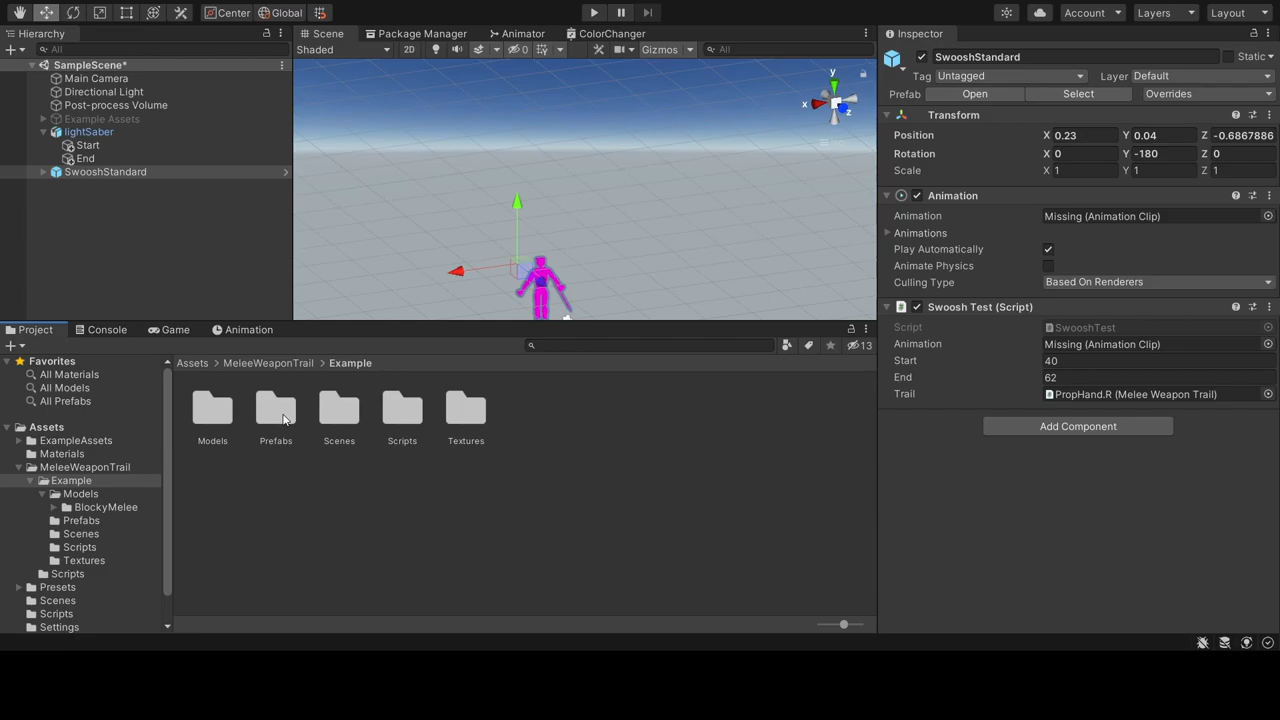 Center
Global
Account
Layers
Layout
Hierarchy
All
SampleScene*
Main Camera
Directional Light
Post-process Volume
Example Assets
lightSaber
Start
End
SwooshStandard
Scene
Package Manager
Animator
ColorChanger
Shaded
2D
0
Gizmos
All
y
x
z
Inspector
SwooshStandard
Static
Tag
Untagged
Layer
Default
Prefab
Open
Select
Overrides
Transform
Position
X 0.23
Y 0.04
Z -0.6867886
Rotation
X 0
Y -180
Z 0
Scale
X 1
Y 1
Z 1
Animation
Animation
Missing (Animation Clip)
Animations
Play Automatically
Animate Physics
Culling Type
Based On Renderers
Swoosh Test (Script)
Script
SwooshTest
Animation
Missing (Animation Clip)
Start
40
End
62
Trail
PropHand.R (Melee Weapon Trail)
Add Component
Project
Console
Game
Animation
13
Favorites
All Materials
All Models
All Prefabs
Assets
ExampleAssets
Materials
MeleeWeaponTrail
Example
Models
BlockyMelee
Prefabs
Scenes
Scripts
Textures
Scripts
Presets
Scenes
Scripts
Settings
Assets
MeleeWeaponTrail
Example
Models
Prefabs
Scenes
Scripts
Textures